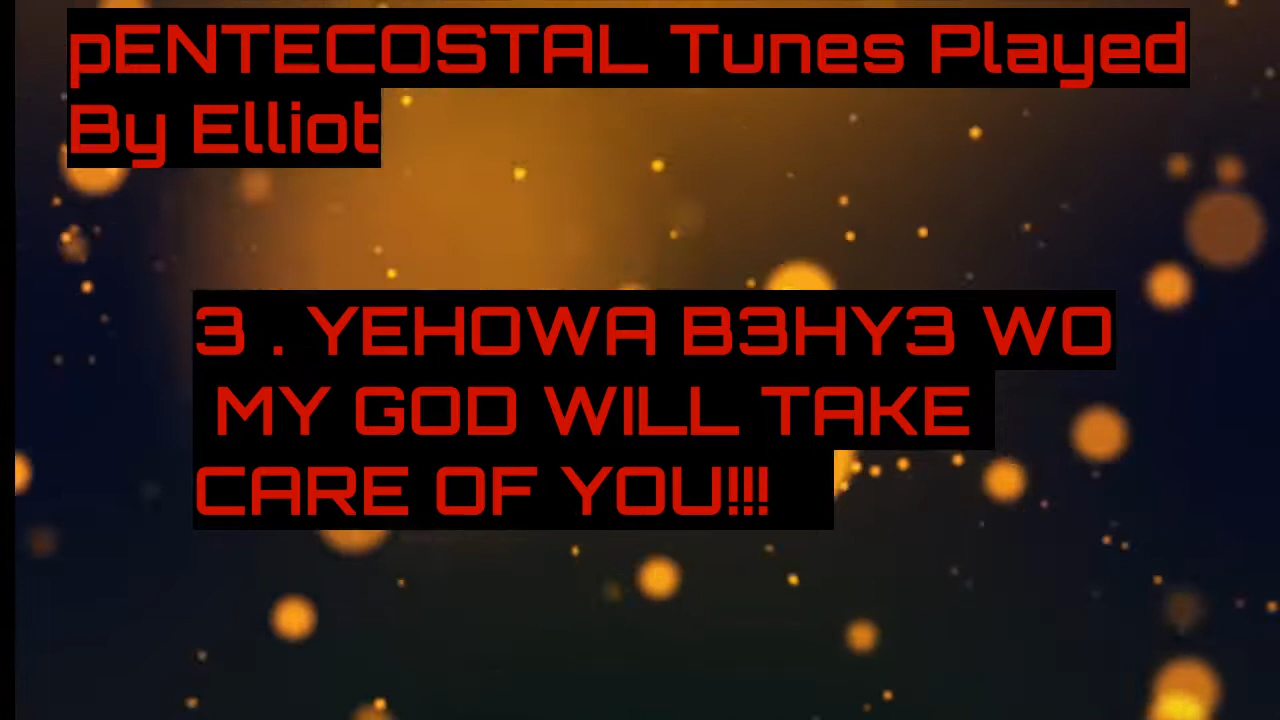 pENTECOSTAL Tunes Played
By Elliot
3 . YEHOWA B3HY3 WO
MY GOD WILL TAKE
CARE OF YOU!!!